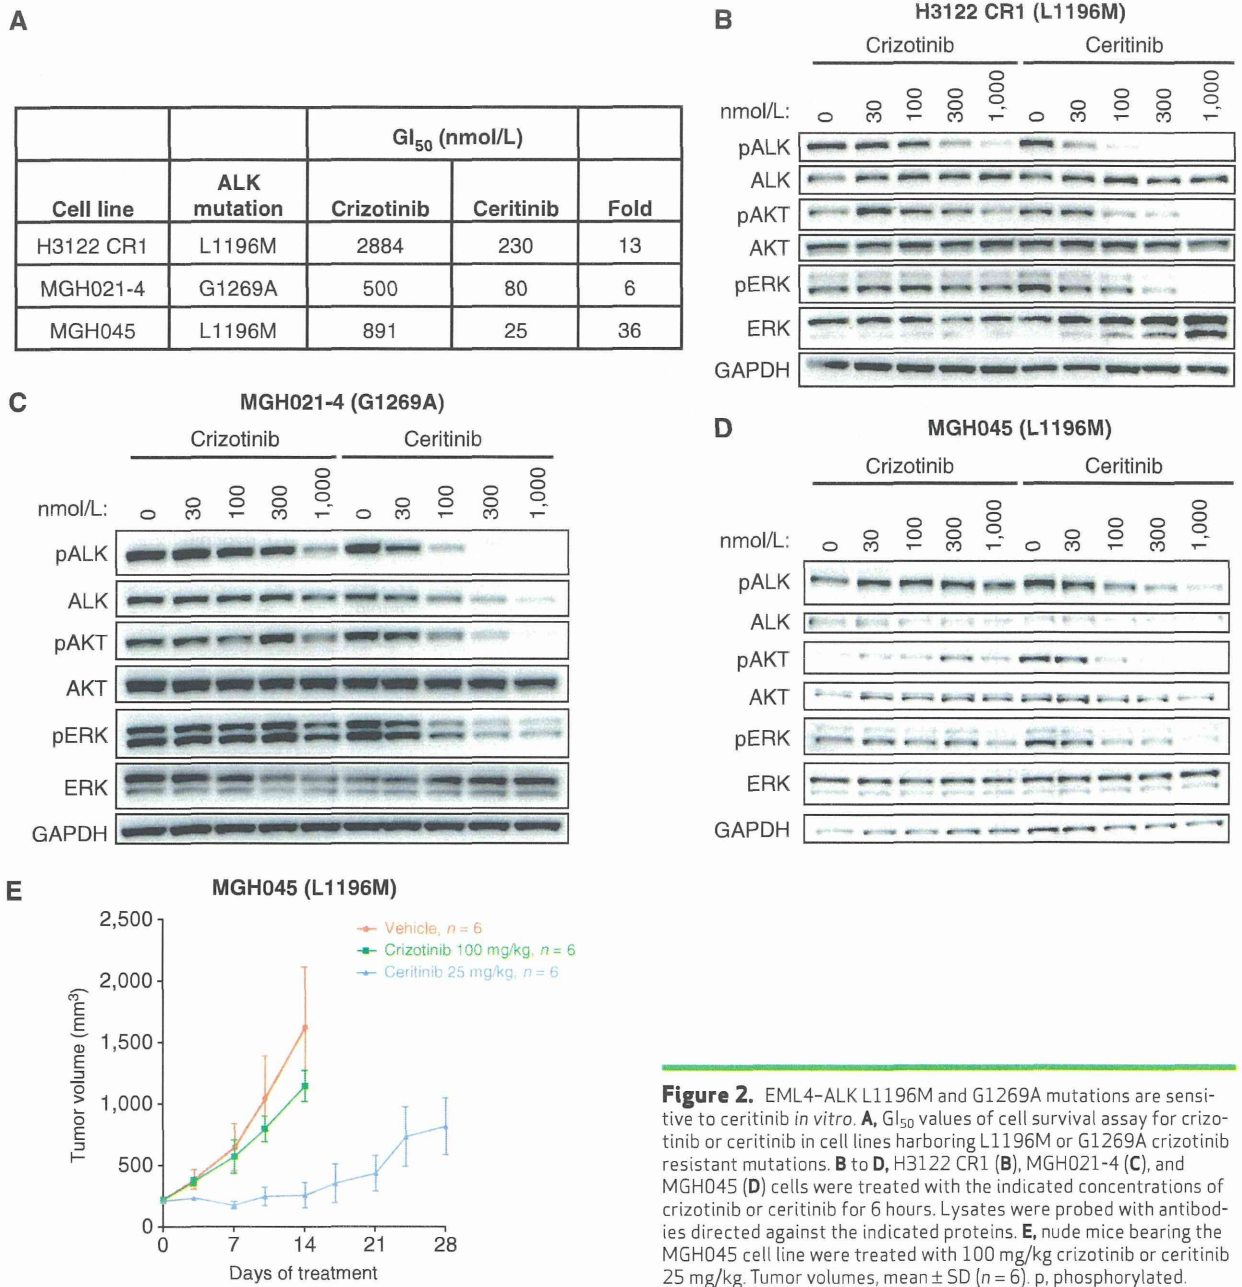 A
GI50 (nmol/L)
Cell line ALK mutation Crizotinib Ceritinib Fold
H3122 CR1 L1196M 2884 230 13
MGH021-4 G1269A 500 80 6
MGH045 L1196M 891 25 36
B
H3122 CR1 (L1196M)
Crizotinib Ceritinib
nmol/L: 0 30 100 300 1,000 0 30 100 300 1,000
pALK
ALK
pAKT
AKT
pERK
ERK
GAPDH
C
MGH021-4 (G1269A)
Crizotinib Ceritinib
nmol/L: 0 30 100 300 1,000 0 30 100 300 1,000
pALK
ALK
pAKT
AKT
pERK
ERK
GAPDH
D
MGH045 (L1196M)
Crizotinib Ceritinib
nmol/L: 0 30 100 300 1,000 0 30 100 300 1,000
pALK
ALK
pAKT
AKT
pERK
ERK
GAPDH
E
MGH045 (L1196M)
Vehicle, n = 6
Crizotinib 100 mg/kg, n = 6
Ceritinib 25 mg/kg, n = 6
Tumor volume (mm³)
2,500
2,000
1,500
1,000
500
0
0 7 14 21 28
Days of treatment
Figure 2. EML4–ALK L1196M and G1269A mutations are sensi-
tive to ceritinib in vitro. A, GI50 values of cell survival assay for crizo-
tinib or ceritinib in cell lines harboring L1196M or G1269A crizotinib
resistant mutations. B to D, H3122 CR1 (B), MGH021-4 (C), and
MGH045 (D) cells were treated with the indicated concentrations of
crizotinib or ceritinib for 6 hours. Lysates were probed with antibod-
ies directed against the indicated proteins. E, nude mice bearing the
MGH045 cell line were treated with 100 mg/kg crizotinib or ceritinib
25 mg/kg. Tumor volumes, mean ± SD (n = 6). p, phosphorylated.